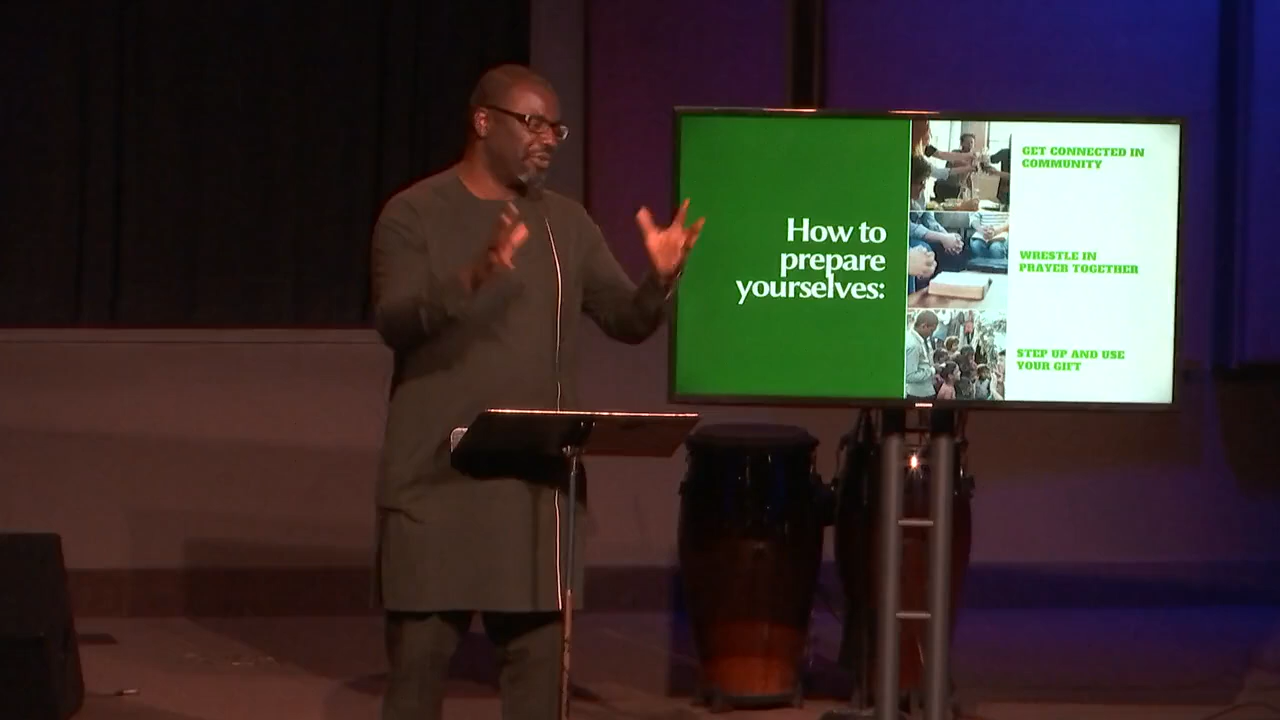 How to
prepare
yourselves:
GET CONNECTED IN
COMMUNITY
WRESTLE IN
PRAYER TOGETHER
STEP UP AND USE
YOUR GIFT